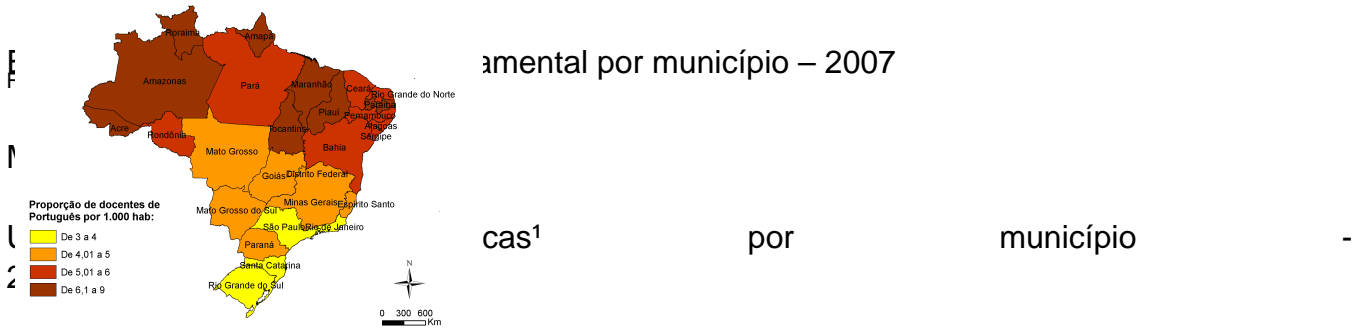 amental por município – 2007
Roraima
Amapá
Amazonas
Pará
Maranhão
Ceará
Rio Grande do Norte
Paraíba
Piauí
Pernambuco
Acre
Tocantins
Alagoas
Rondônia
Sergipe
Bahia
Mato Grosso
Goiás
Distrito Federal
Minas Gerais
Espírito Santo
Mato Grosso do Sul
São Paulo
Rio de Janeiro
Paraná
Santa Catarina
Rio Grande do Sul
Proporção de docentes de
Português por 1.000 hab:
De 3 a 4
De 4,01 a 5
De 5,01 a 6
De 6,1 a 9
N
0 300 600
Km
cas¹ por município -